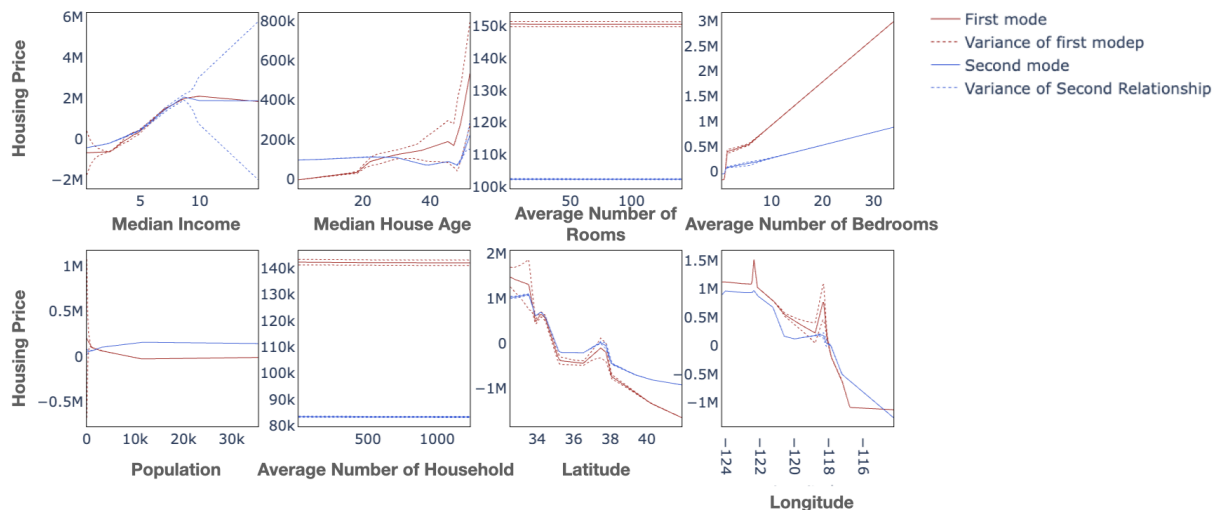 Housing Price
6M
4M
2M
0
−2M
5
10
Median Income
800k
600k
400k
200k
0
20
40
Median House Age
150k
140k
130k
120k
110k
100k
50
100
Average Number of
Rooms
3M
2.5M
2M
1.5M
1M
0.5M
0
10
20
30
Average Number of Bedrooms
First mode
Variance of first modep
Second mode
Variance of Second Relationship
Housing Price
1M
0.5M
0
−0.5M
0
10k
20k
30k
Population
140k
130k
120k
110k
100k
90k
80k
500
1000
Average Number of Household
2M
1M
0
−1M
34
36
38
40
Latitude
1.5M
1M
0.5M
0
−0.5M
−1M
−124
−122
−120
−118
−116
Longitude